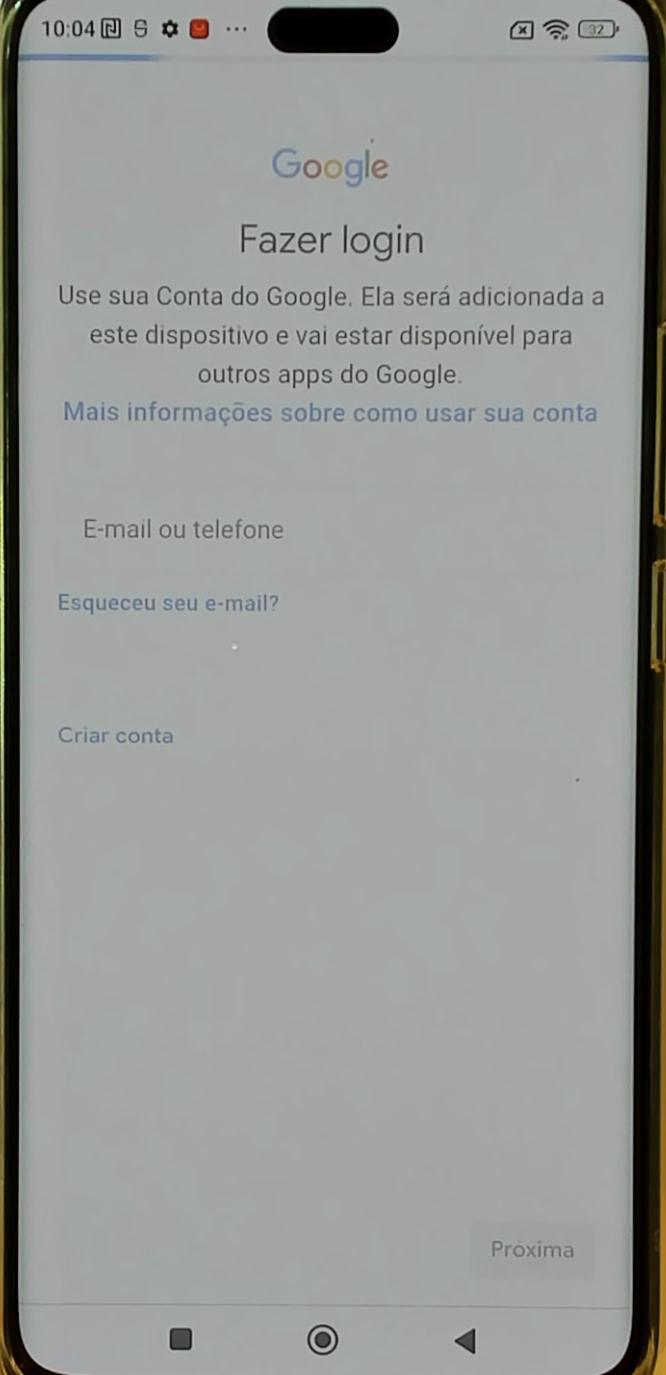 10:04
32
Google
Fazer login
Use sua Conta do Google. Ela será adicionada a
este dispositivo e vai estar disponível para
outros apps do Google.
Mais informações sobre como usar sua conta
E-mail ou telefone
Esqueceu seu e-mail?
Criar conta
Próxima